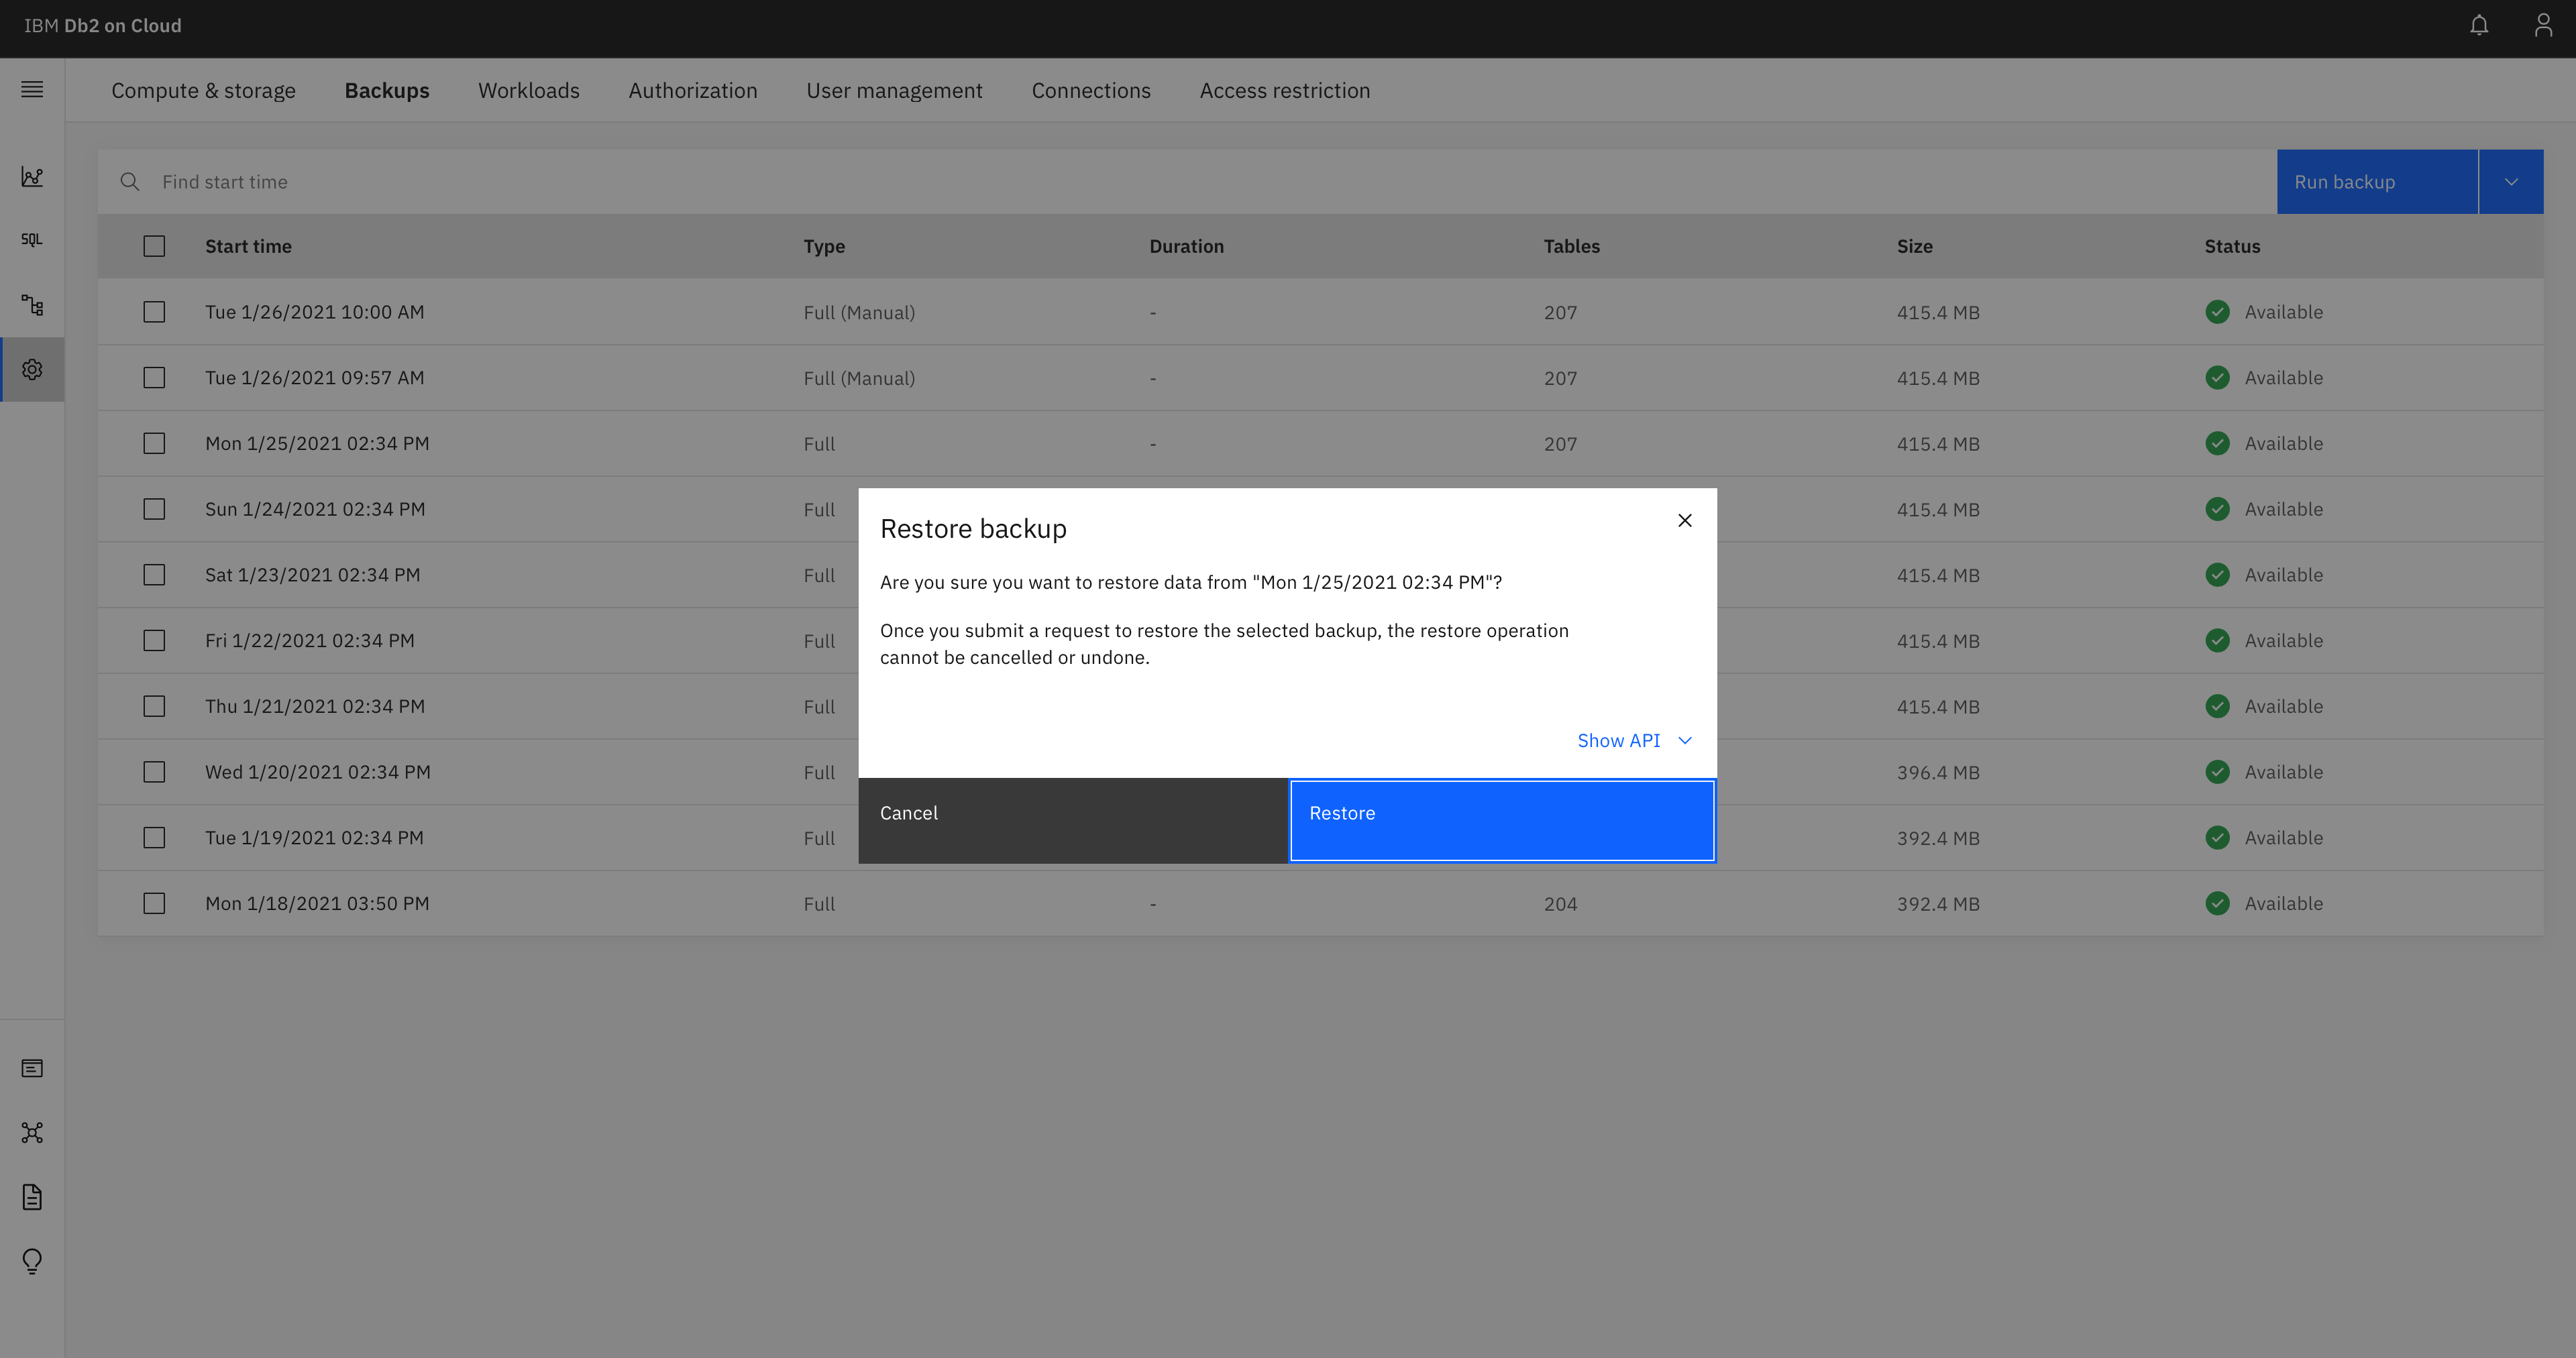 IBM Db2 on Cloud
Compute & storage Backups Workloads Authorization User management Connections Access restriction
Find start time Run backup
SQL
Start time Type Duration Tables Size Status
Tue 1/26/2021 10:00 AM Full (Manual) - 207 415.4 MB Available
Tue 1/26/2021 09:57 AM Full (Manual) - 207 415.4 MB Available
Mon 1/25/2021 02:34 PM Full - 207 415.4 MB Available
Sun 1/24/2021 02:34 PM Full 415.4 MB Available
Sat 1/23/2021 02:34 PM Full 415.4 MB Available
Fri 1/22/2021 02:34 PM Full 415.4 MB Available
Thu 1/21/2021 02:34 PM Full 415.4 MB Available
Wed 1/20/2021 02:34 PM Full 396.4 MB Available
Tue 1/19/2021 02:34 PM Full 392.4 MB Available
Mon 1/18/2021 03:50 PM Full - 204 392.4 MB Available
Restore backup
Are you sure you want to restore data from "Mon 1/25/2021 02:34 PM"?
Once you submit a request to restore the selected backup, the restore operation
cannot be cancelled or undone.
Show API
Cancel Restore